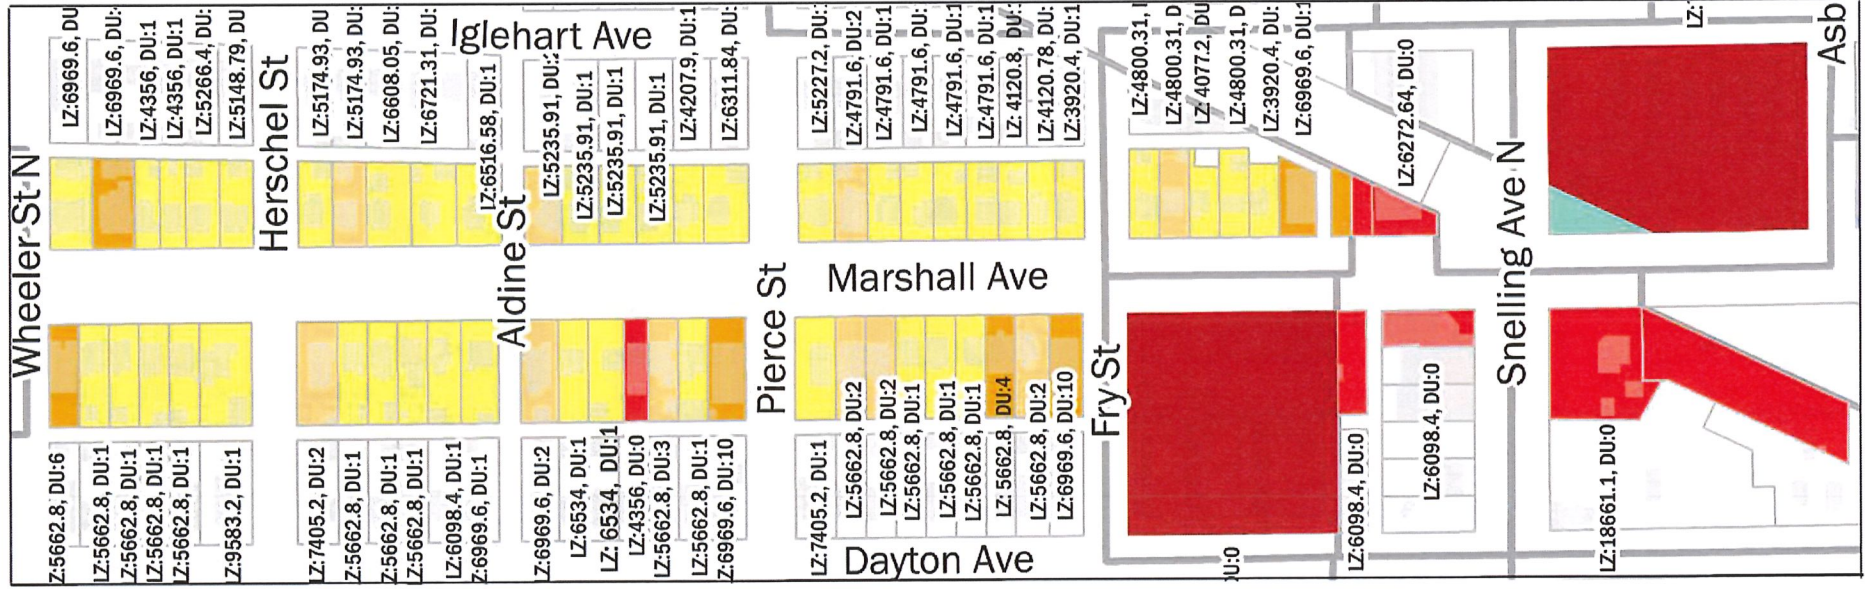 Iglehart Ave
LZ:6969.6, DU
LZ:6969.6, DU:
LZ:4356, DU:1
LZ:4356, DU:1
LZ:5266.4, DU:
LZ:5148.79, DU
LZ:5174.93, DU
LZ:5174.93, DU:
LZ:6608.05, DU:
LZ:6721.31, DU:
LZ:6516.58, DU:1
LZ:5235.91, DU:2
LZ:5235.91, DU:1
LZ:5235.91, DU:1
LZ:5235.91, DU:1
LZ:4207.9, DU:1
LZ:6311.84, DU:
LZ:5227.2, DU:
LZ:4791.6, DU:2
LZ:4791.6, DU:1
LZ:4791.6, DU:
LZ:4791.6, DU:1
LZ:4791.6, DU:1
LZ: 4120.8, DU:
LZ:4120.78, DU:
LZ:3920.4, DU:1
LZ:4800.31,
LZ:4800.31, D
LZ:4077.2, DU
LZ:4800.31, D
LZ:3920.4, DU:
LZ:6969.6, DU:1
LZ:6272.64, DU:0
LZ:
Asb
Wheeler St N
Herschel St
Aldine St
Pierce St
Marshall Ave
Fry St
Snelling Ave N
Z:5662.8, DU:6
LZ:5662.8, DU:1
LZ:5662.8, DU:1
LZ:5662.8, DU:1
LZ:5662.8, DU:1
LZ:9583.2, DU:1
LZ:7405.2, DU:2
Z:5662.8, DU:1
LZ:5662.8, DU:1
LZ:5662.8, DU:1
LZ:6098.4, DU:1
Z:6969.6, DU:1
LZ:6969.6, DU:2
LZ:6534, DU:1
LZ: 6534, DU:1
LZ:4356, DU:0
LZ:5662.8, DU:3
LZ:5662.8, DU:1
Z:6969.6, DU:10
LZ:7405.2, DU:1
LZ:5662.8, DU:2
LZ:5662.8, DU:2
LZ:5662.8, DU:1
LZ:5662.8, DU:1
LZ:5662.8, DU:1
LZ: 5662.8, DU:4
LZ:5662.8, DU:2
LZ:6969.6, DU:10
Dayton Ave
U:0
LZ:6098.4, DU:0
LZ:6098.4, DU:0
LZ:18661.1, DU:0